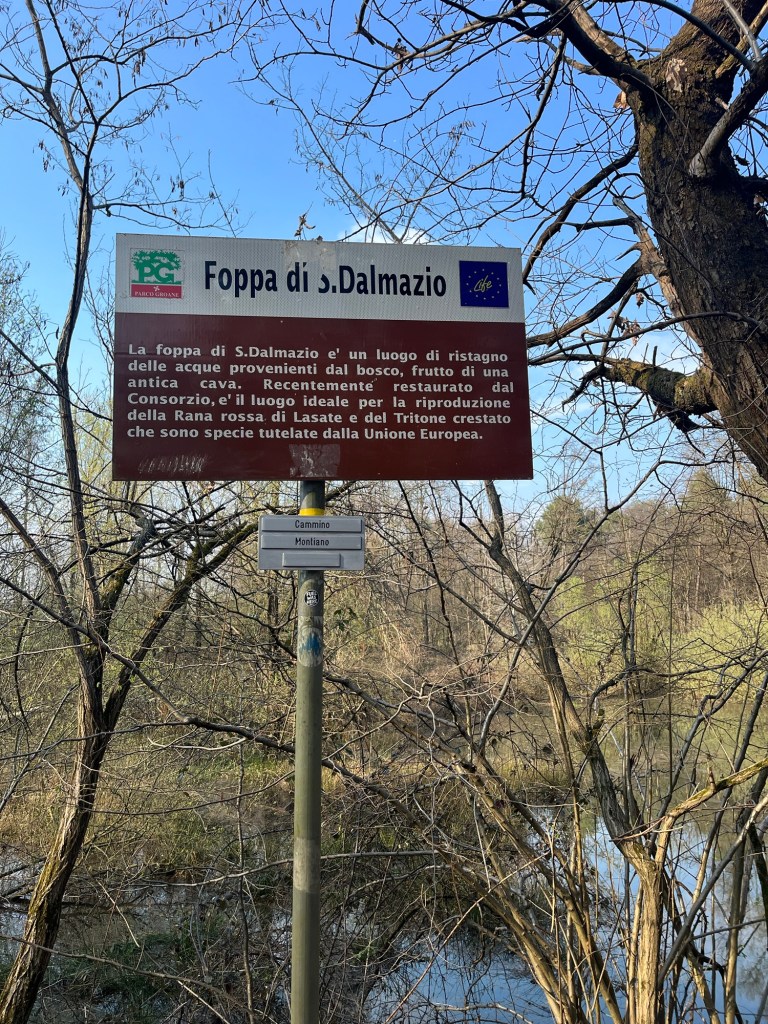 PG
PARCO GROANE
Foppa di S.Dalmazio
Life
La foppa di S.Dalmazio e' un luogo di ristagno
delle acque provenienti dal bosco, frutto di una
antica cava. Recentemente restaurato dal
Consorzio, e' il luogo ideale per la riproduzione
della Rana rossa di Lasate e del Tritone crestato
che sono specie tutelate dalla Unione Europea.
Cammino
Montiano